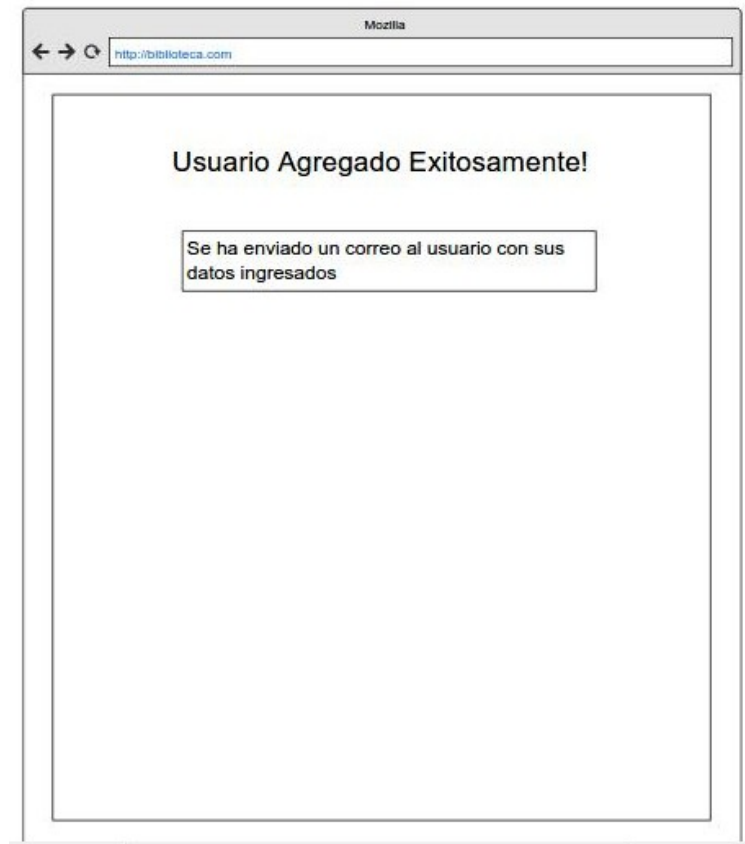 Mozilla
http://biblioteca.com
Usuario Agregado Exitosamente!
Se ha enviado un correo al usuario con sus
datos ingresados